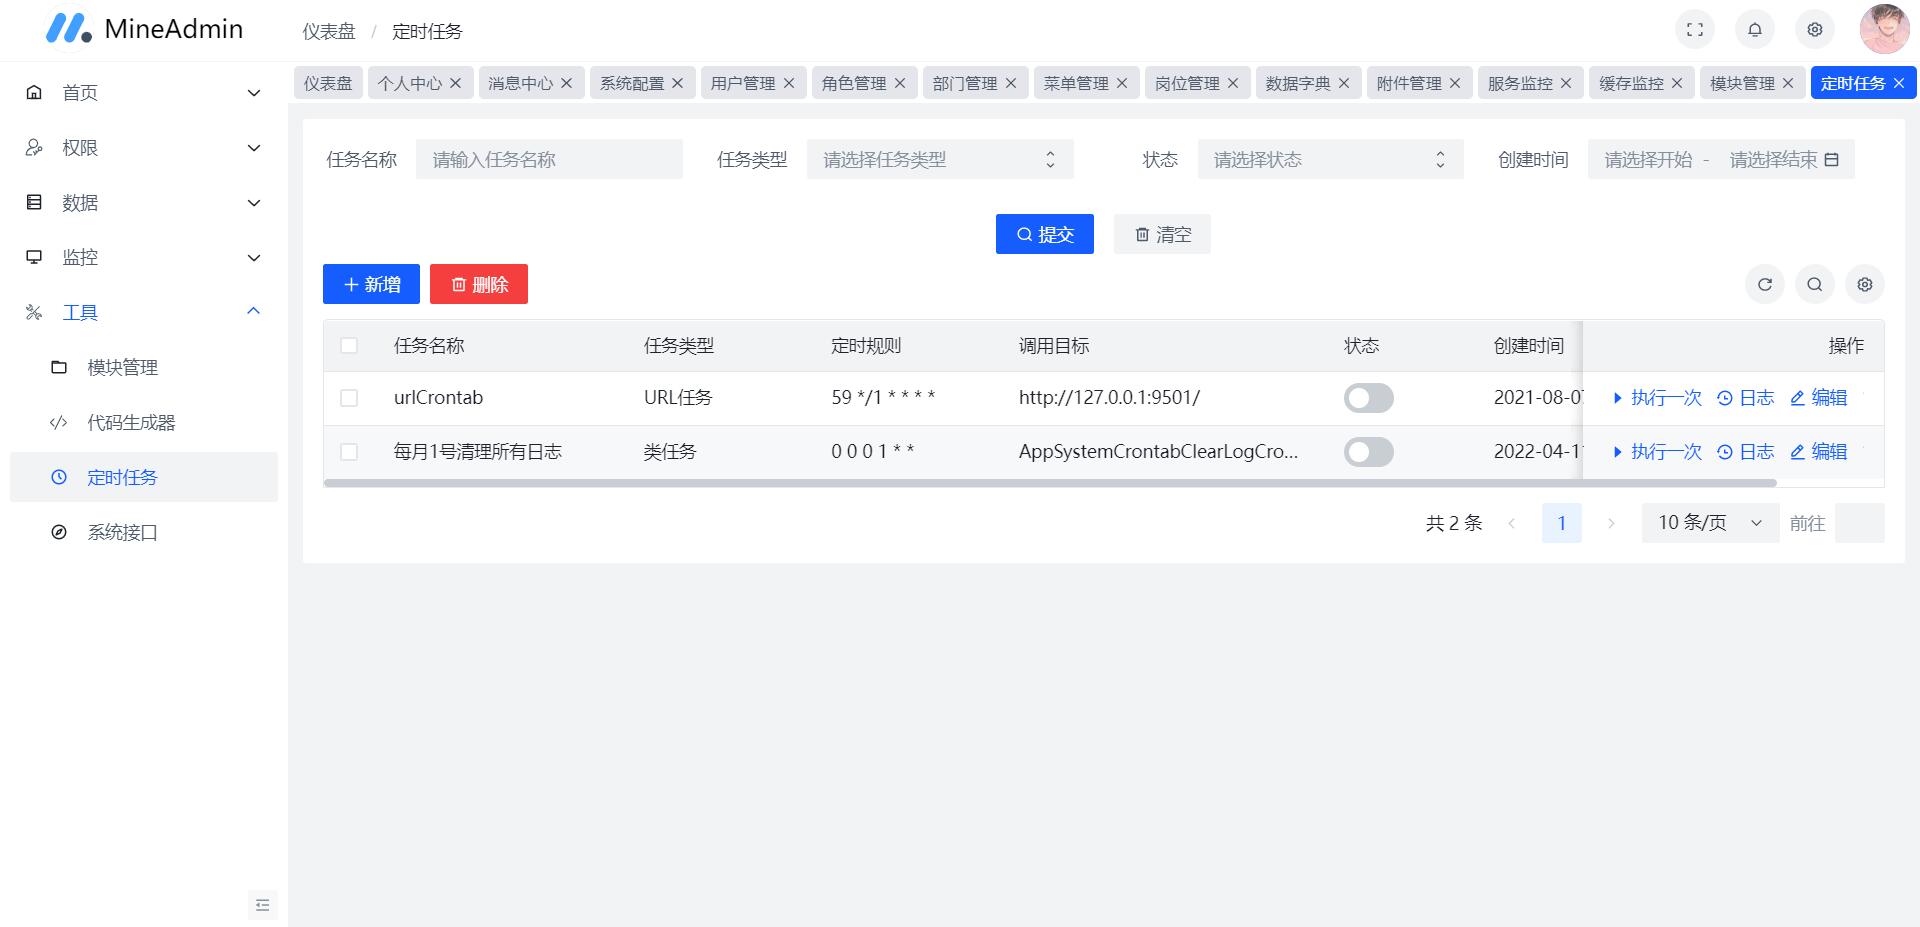 MineAdmin
仪表盘 / 定时任务
首页
权限
数据
监控
工具
模块管理
代码生成器
定时任务
系统接口
仪表盘 个人中心 消息中心 系统配置 用户管理 角色管理 部门管理 菜单管理 岗位管理 数据字典 附件管理 服务监控 缓存监控 模块管理 定时任务
任务名称 请输入任务名称 任务类型 请选择任务类型 状态 请选择状态 创建时间 请选择开始 - 请选择结束
提交 清空
新增 删除
任务名称 任务类型 定时规则 调用目标 状态 创建时间 操作
urlCrontab URL任务 59 */1 * * * * http://127.0.0.1:9501/ 2021-08-07 执行一次 日志 编辑
每月1号清理所有日志 类任务 0 0 0 1 * * AppSystemCrontabClearLogCro... 2022-04-11 执行一次 日志 编辑
共 2 条 1 10 条/页 前往